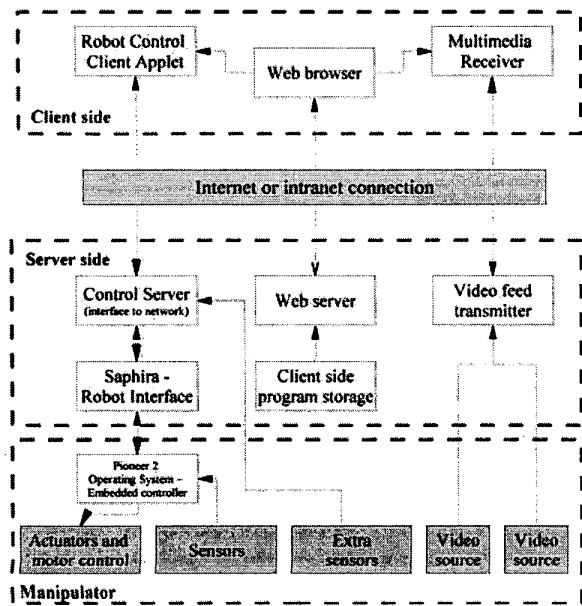 Robot Control
Client Applet
Web browser
Multimedia
Receiver
Client side
Internet or intranet connection
Server side
Control Server
(interface to network)
Web server
Video feed
transmitter
Saphira -
Robot Interface
Client side
program storage
Pioneer 2
Operating System –
Embedded controller
Actuators and
motor control
Sensors
Extra
sensors
Video
source
Video
source
Manipulator